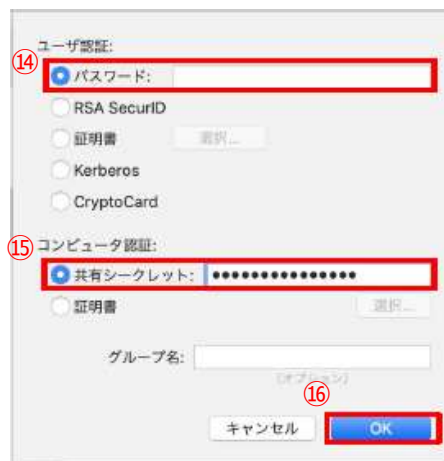 ユーザ認証:
⑭
パスワード:
RSA SecurID
証明書 選択...
Kerberos
CryptoCard
⑮ コンピュータ認証:
共有シークレット: ●●●●●●●●●●●●●●●
証明書 選択...
グループ名:
(オプション)
⑯
キャンセル OK